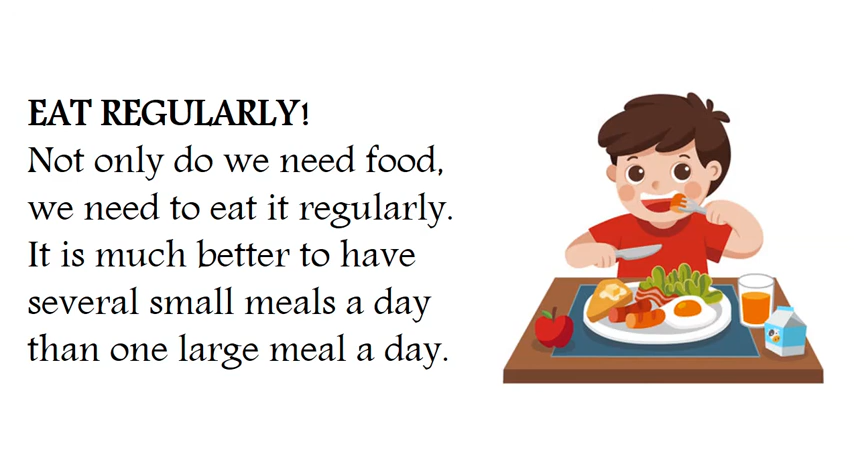 EAT REGULARLY!
Not only do we need food,
we need to eat it regularly.
It is much better to have
several small meals a day
than one large meal a day.